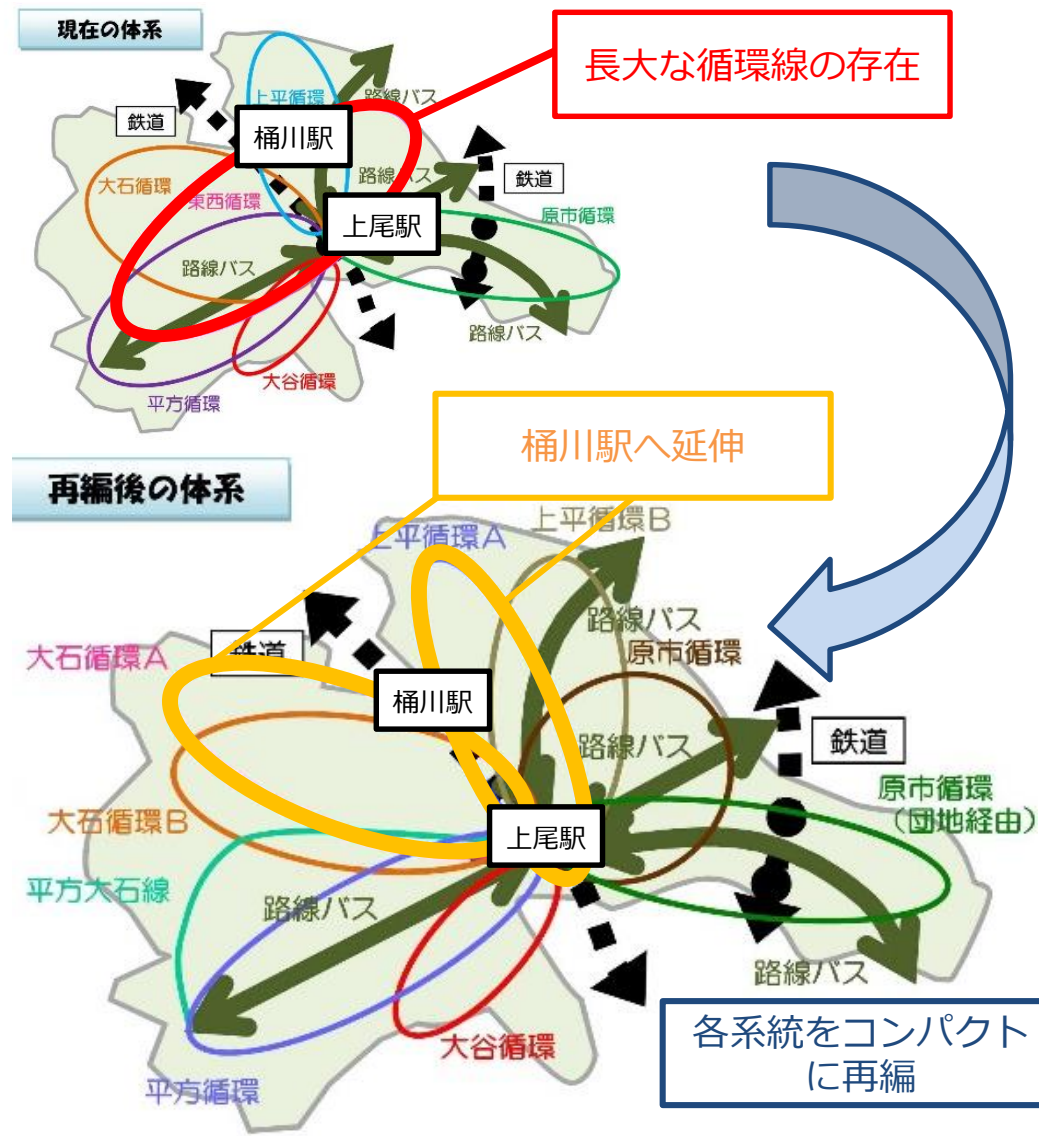 現在の体系
長大な循環線の存在
上平循環
路線バス
鉄道
桶川駅
路線バス
鉄道
大石循環
東西循環
上尾駅
原市循環
路線バス
路線バス
大谷循環
平方循環
桶川駅へ延伸
再編後の体系
上平循環B
上平循環A
路線バス
鉄道
原市循環
大石循環A
桶川駅
路線バス
鉄道
原市循環
（団地経由）
大石循環B
上尾駅
平方大石線
路線バス
路線バス
大谷循環
平方循環
各系統をコンパクト
に再編